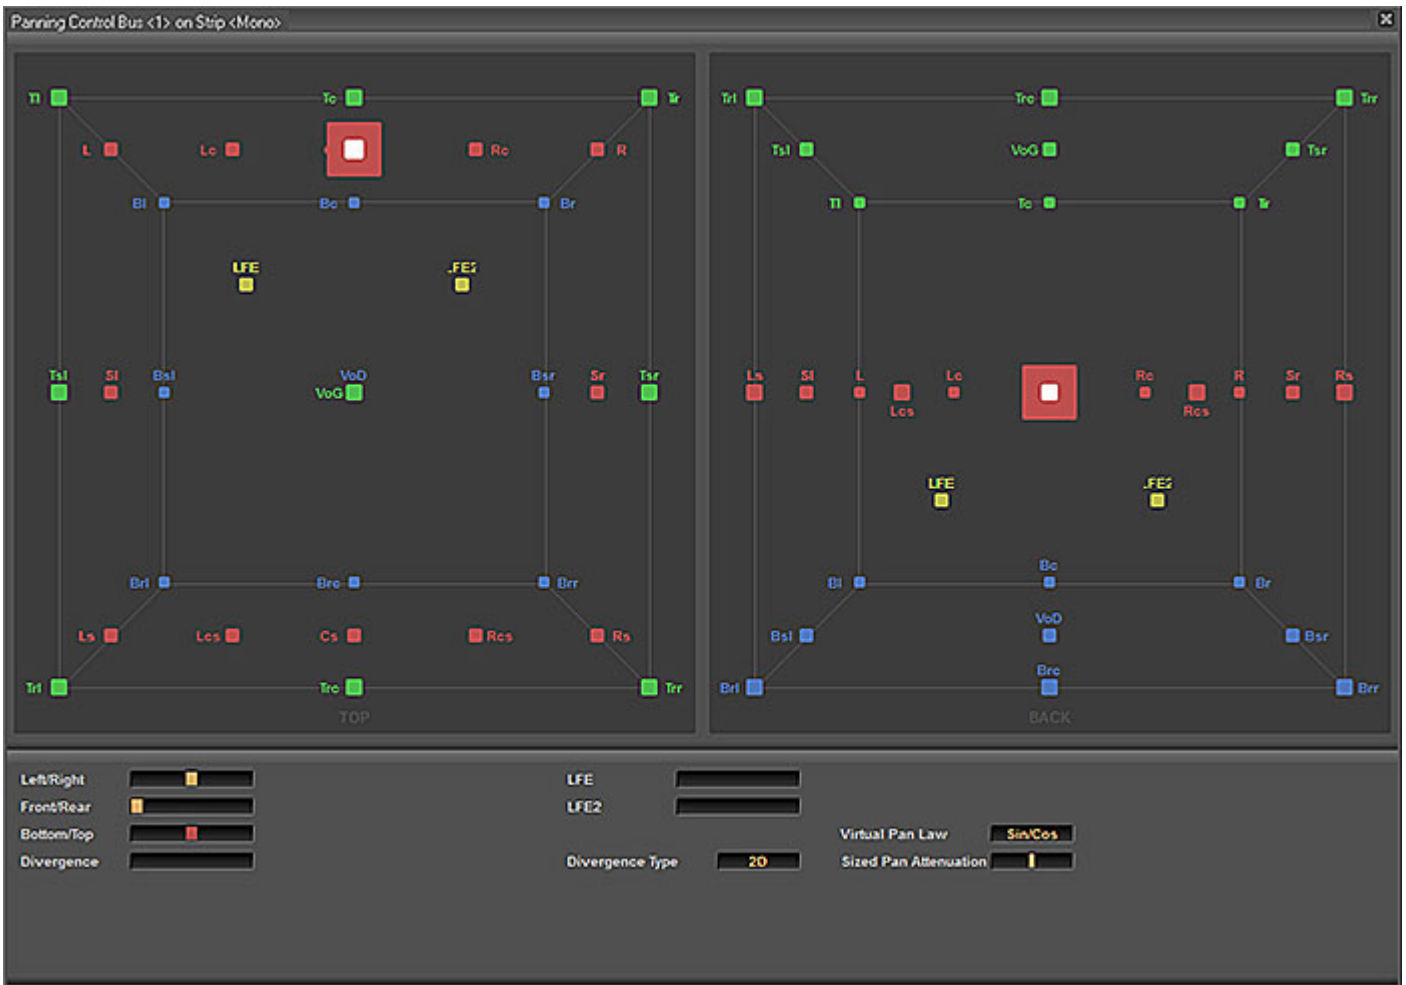 Panning Control Bus <1> on Strip <Mono>
Tl Tc Tr
L Lc Rc R
Bl Bc Br
LFE LFE2
Tsl Sl Bsl VoD Bsr Sr Tsr
VoG
Brl Brc Brr
Ls Lcs Cs Rcs Rs
Trl Trc Trr
TOP
Trl Trc Trr
Tsl VoG Tsr
Tl Tc Tr
Ls Sl L Lc Rc R Sr Rs
Lcs Rcs
LFE LFE2
Bc
Bl Br
VoD
Bsl Bsr
Brc
Brl Brr
BACK
Left/Right LFE
Front/Rear LFE2
Bottom/Top Virtual Pan Law Sin/Cos
Divergence Divergence Type 2D Sized Pan Attenuation